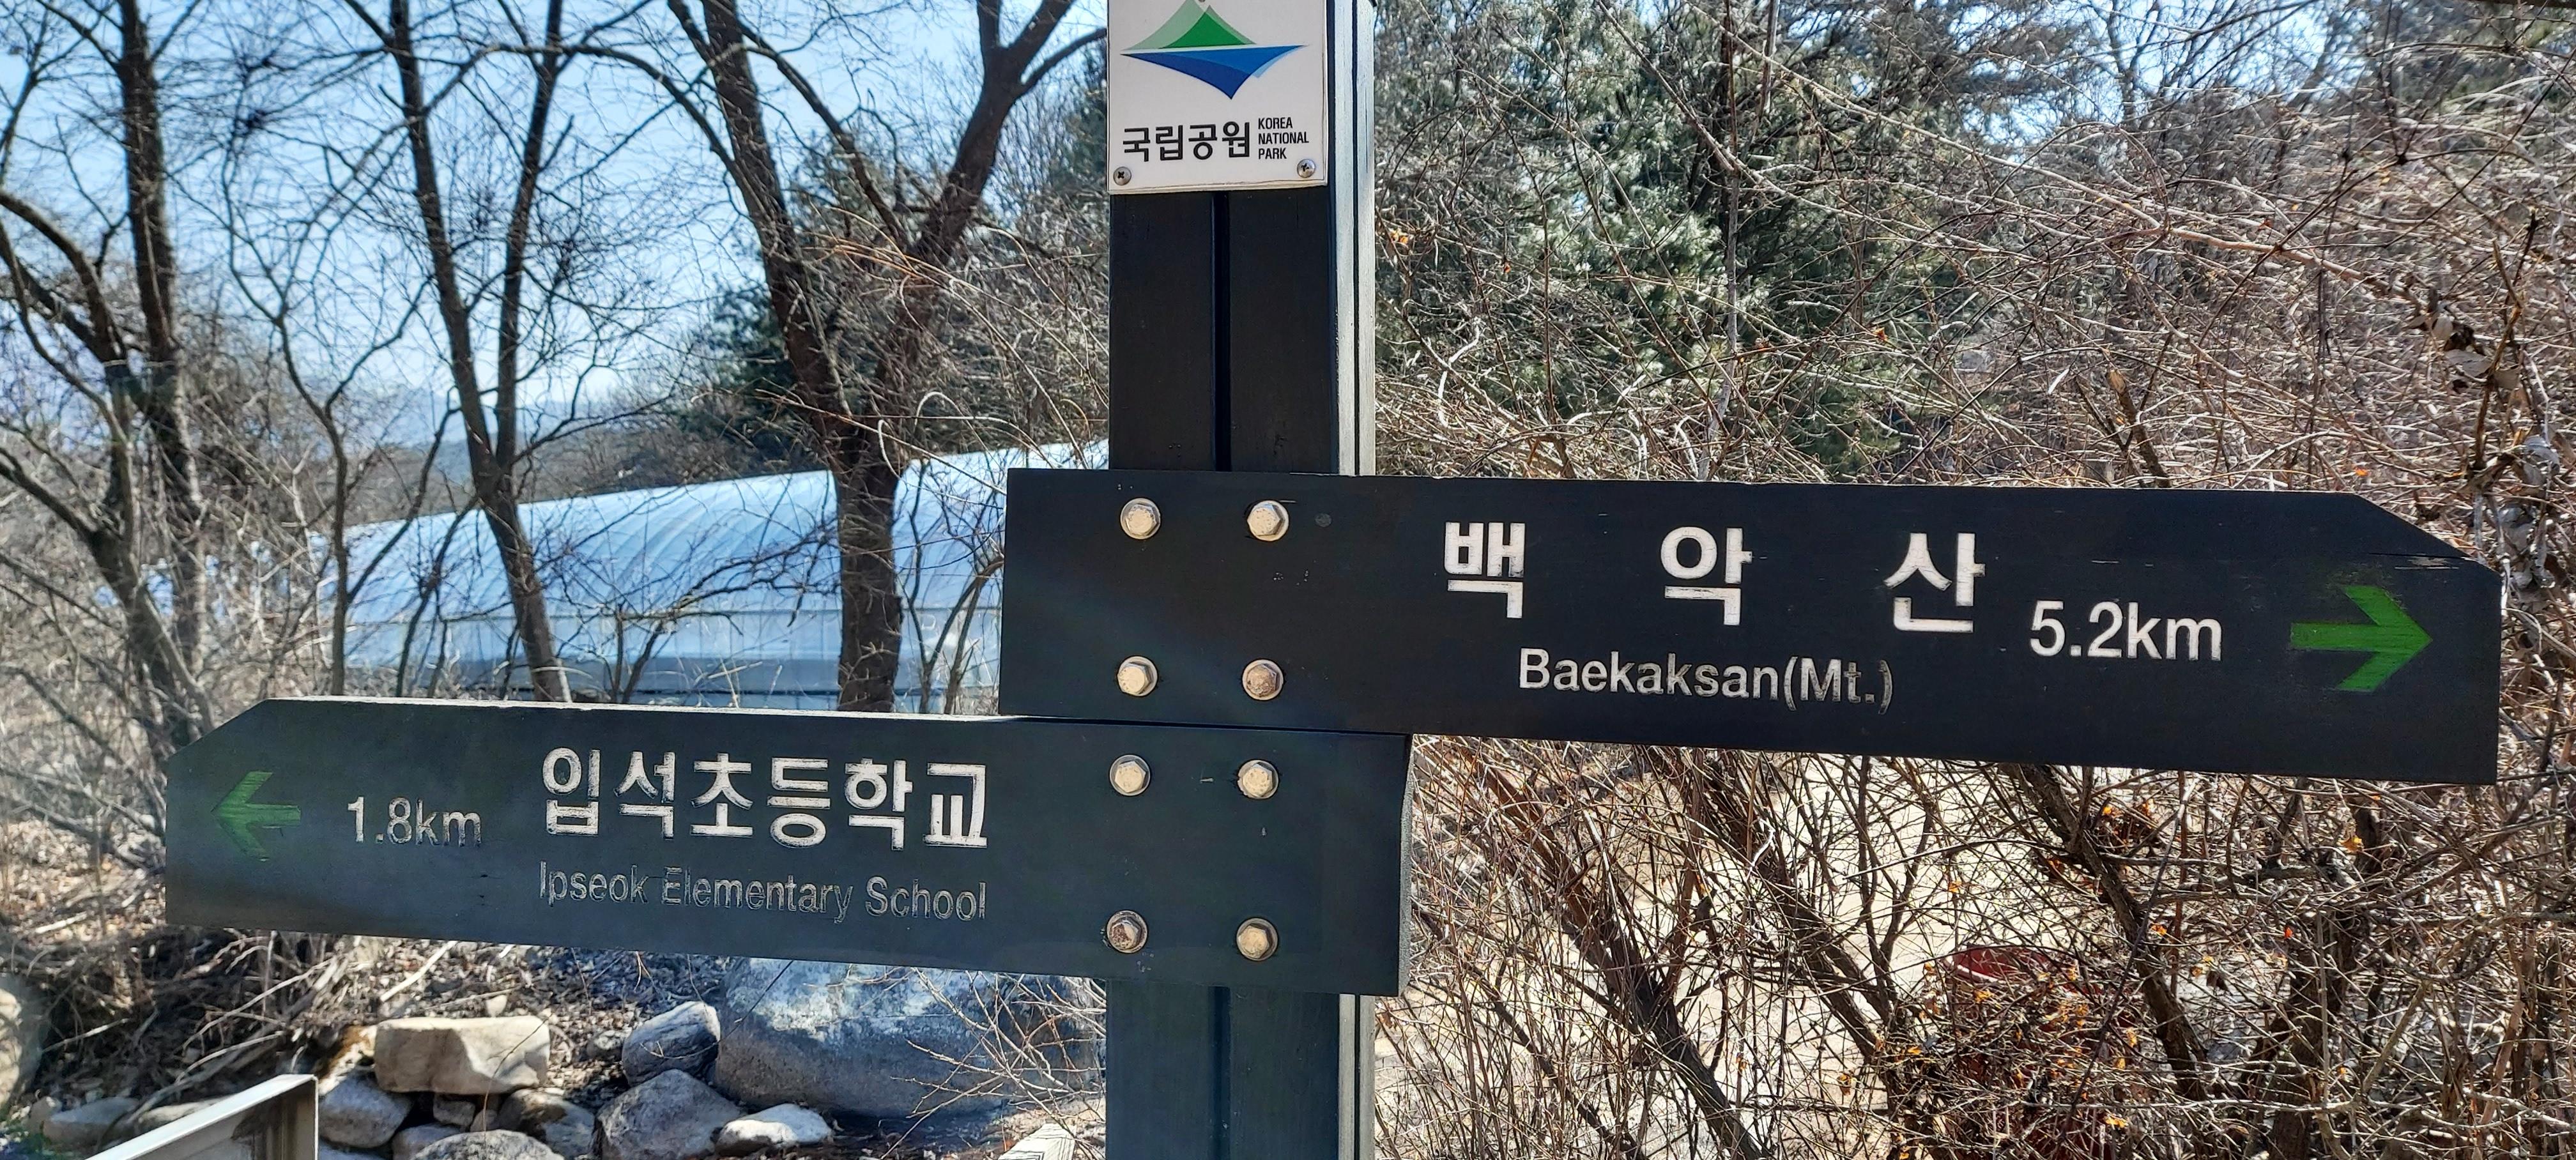 국립공원
KOREA
NATIONAL
PARK
백 악 산 5.2km
Baekaksan(Mt.)
1.8km 입석초등학교
Ipseok Elementary School